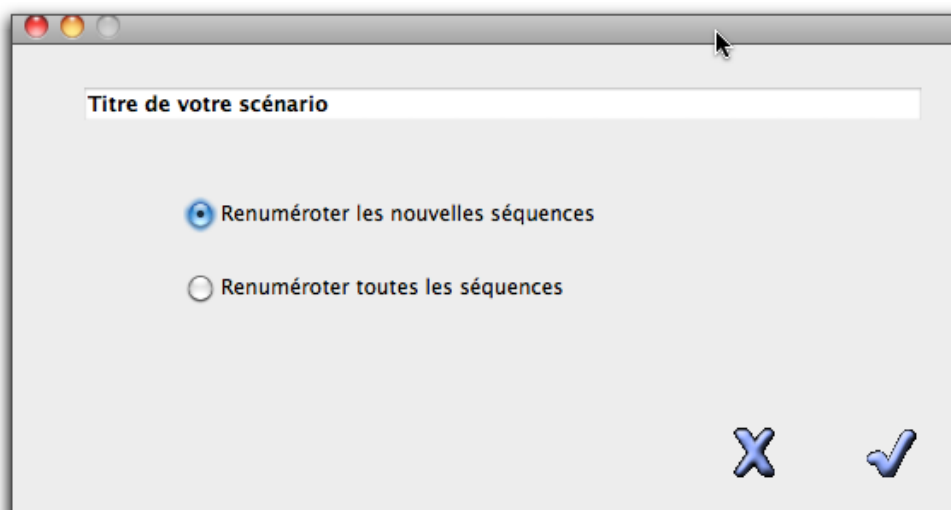 Titre de votre scénario
Renuméroter les nouvelles séquences
Renuméroter toutes les séquences